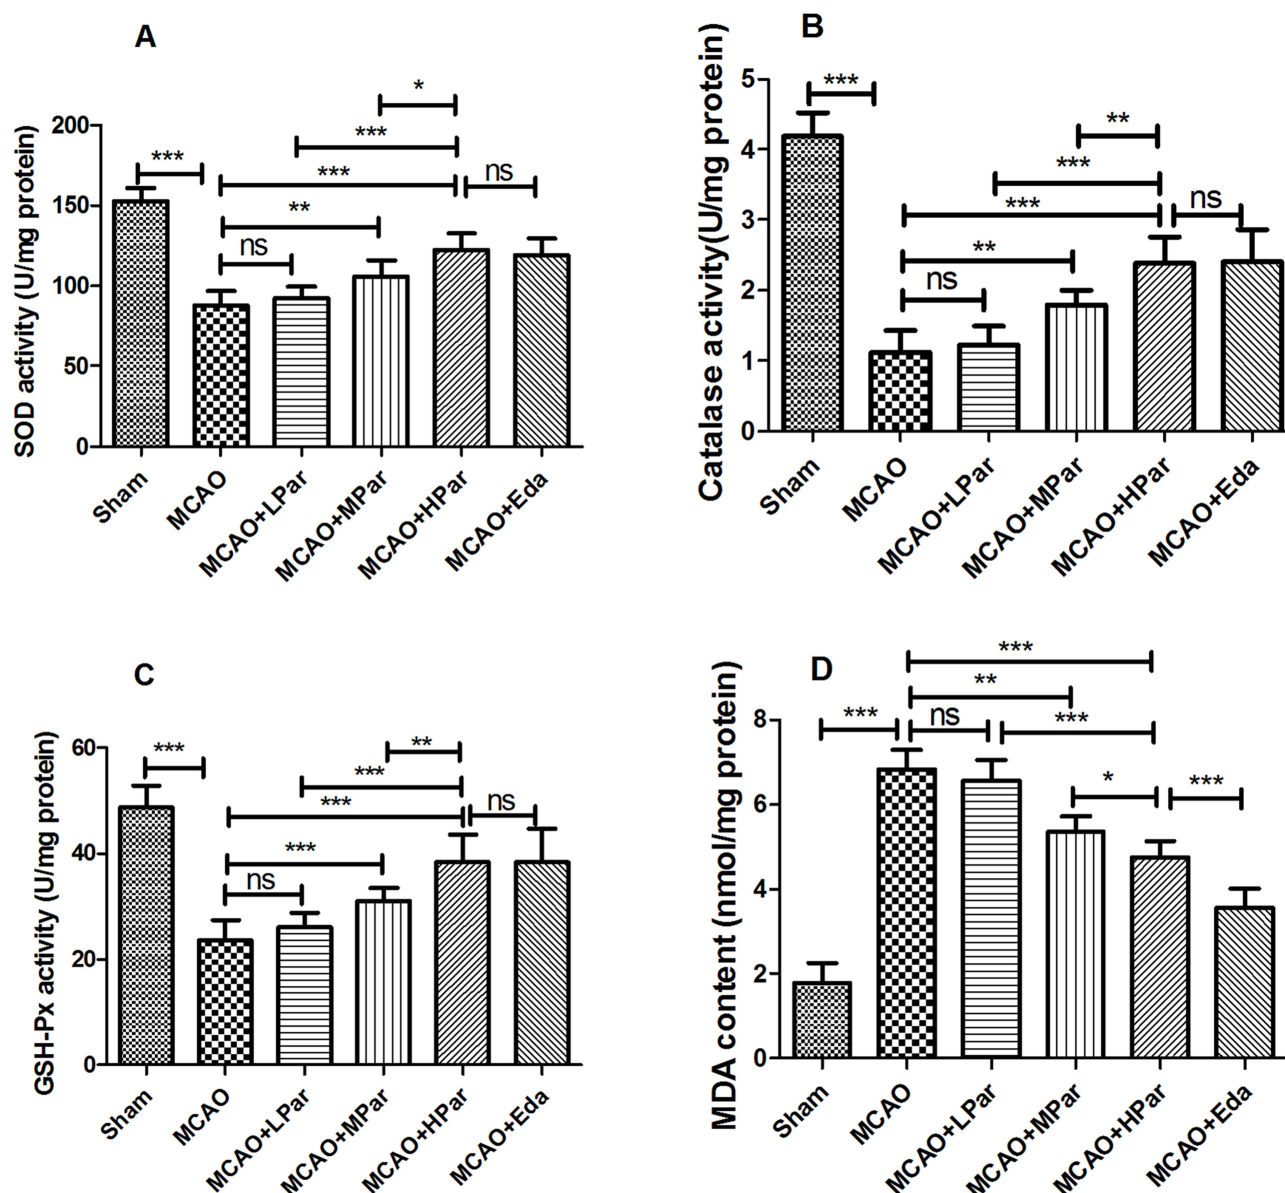 A
SOD activity (U/mg protein)
200
150
100
50
0
***
ns
**
***
***
*
ns
Sham
MCAO
MCAO+LPar
MCAO+MPar
MCAO+HPar
MCAO+Eda
B
Catalase activity(U/mg protein)
5
4
3
2
1
0
***
ns
**
***
***
**
ns
Sham
MCAO
MCAO+LPar
MCAO+MPar
MCAO+HPar
MCAO+Eda
C
GSH-Px activity (U/mg protein)
60
40
20
0
***
ns
***
***
***
**
ns
Sham
MCAO
MCAO+LPar
MCAO+MPar
MCAO+HPar
MCAO+Eda
D
MDA content (nmol/mg protein)
8
6
4
2
0
***
**
***
ns
***
*
***
Sham
MCAO
MCAO+LPar
MCAO+MPar
MCAO+HPar
MCAO+Eda